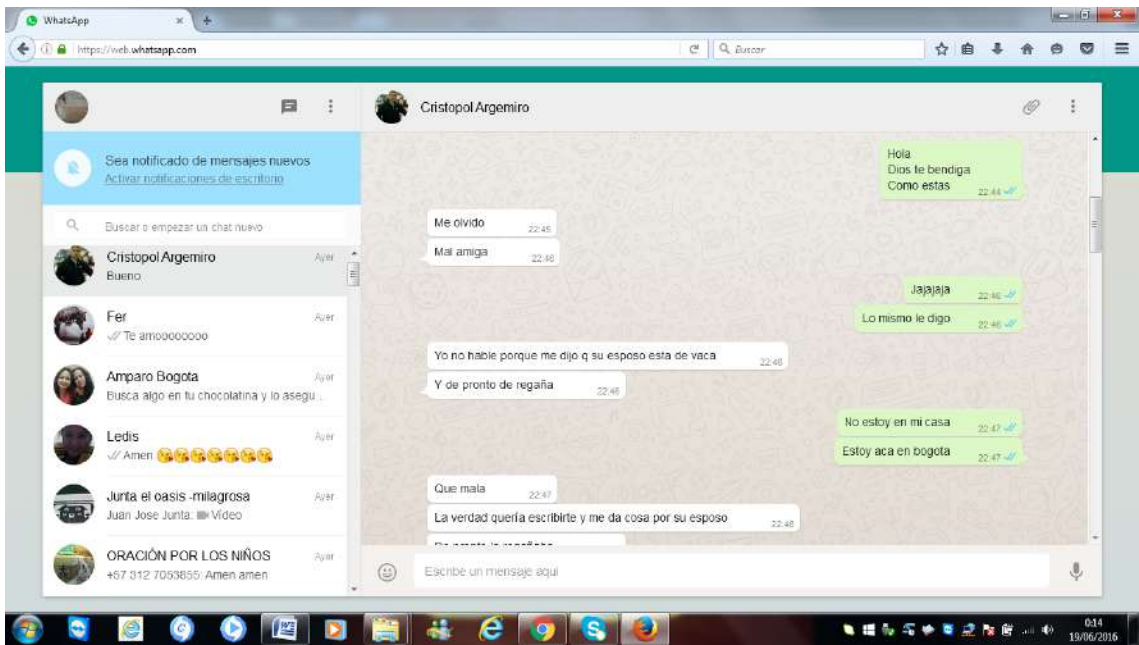 WhatsApp
https://web.whatsapp.com
Buscar
Cristopol Argemiro
Sea notificado de mensajes nuevos
Activar notificaciones de escritorio
Buscar o empezar un chat nuevo
Cristopol Argemiro
Ayer
Bueno
Fer
Ayer
Te amooooooooo
Amparo Bogota
Ayer
Busca algo en tu chocolatina y lo asegu...
Ledis
Ayer
Amen
Junta el oasis -milagrosa
Ayer
Juan Jose Junta: Vídeo
ORACIÓN POR LOS NIÑOS
Ayer
+57 312 7053855: Amen amen
Hola
Dios te bendiga
Como estas
22:44
Me olvido
22:45
Mal amiga
22:46
Jajajaja
22:46
Lo mismo le digo
22:46
Yo no hable porque me dijo q su esposo esta de vaca
22:46
Y de pronto de regaña
22:46
No estoy en mi casa
22:47
Estoy aca en bogota
22:47
Que mala
22:47
La verdad quería escribirte y me da cosa por su esposo
22:48
Escribe un mensaje aquí
0:14
19/06/2016